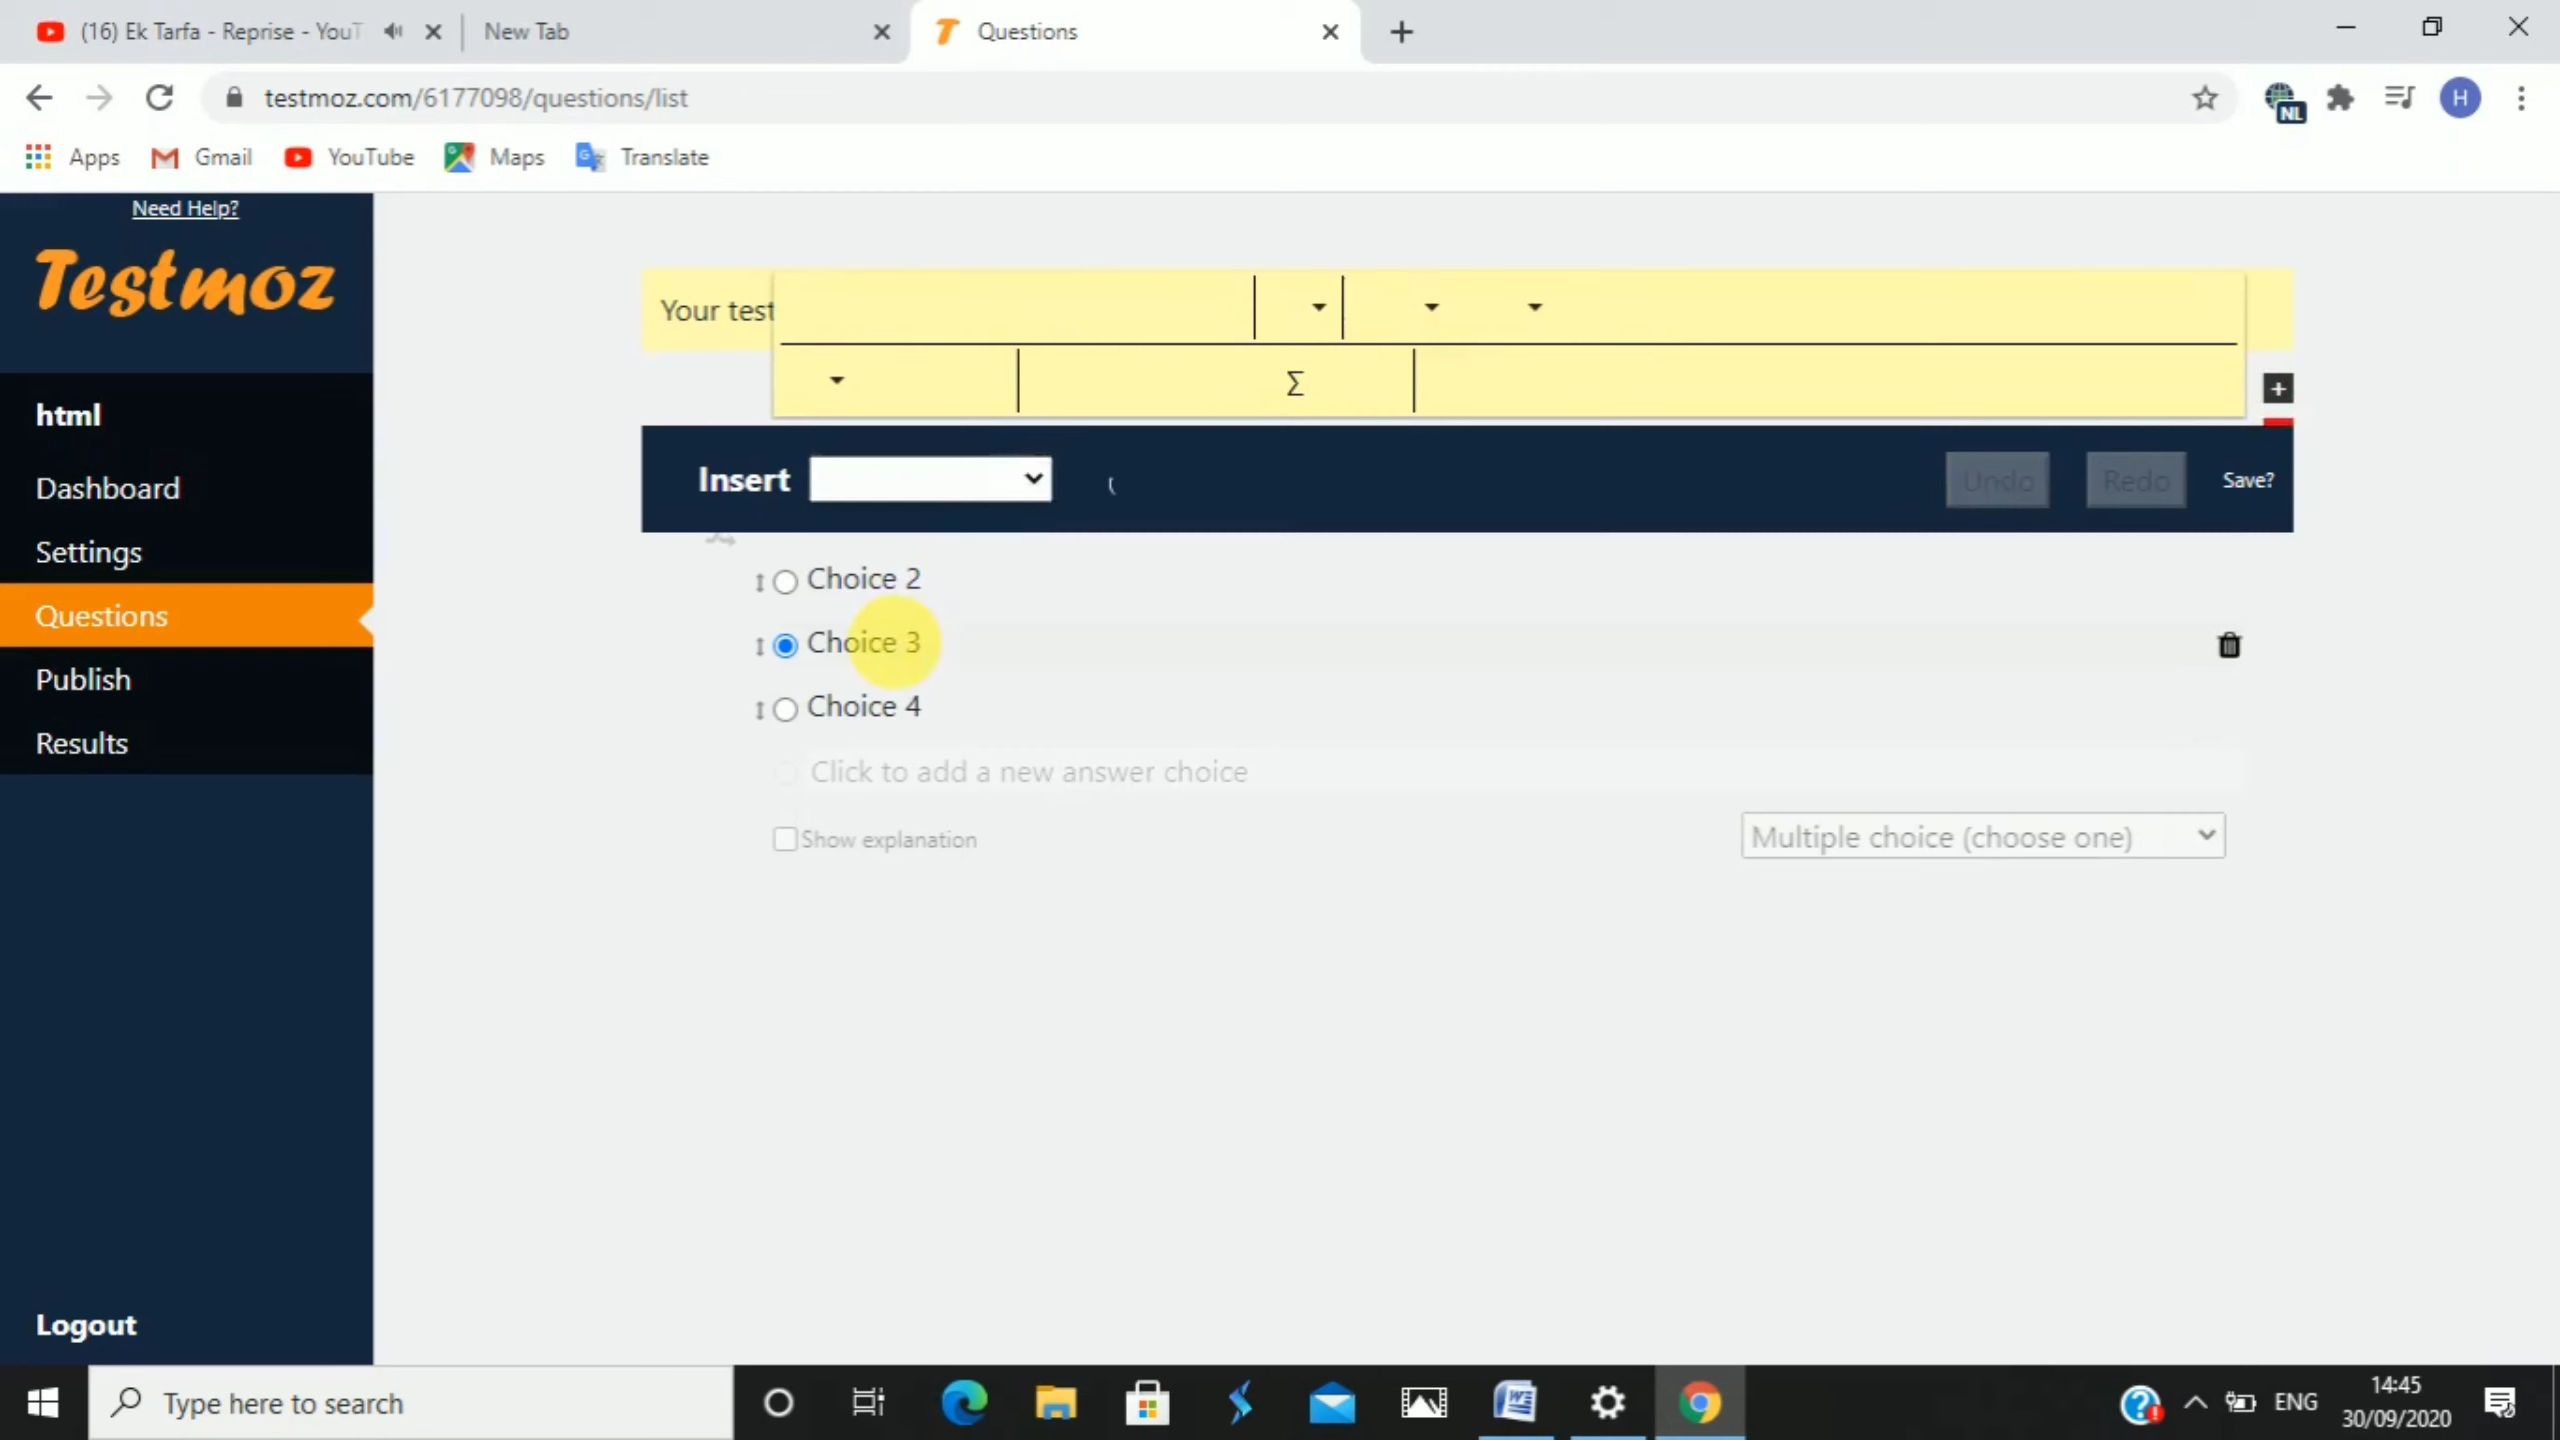 (16) Ek Tarfa - Reprise - YouT
New Tab
Questions
testmoz.com/6177098/questions/list
NL
H
Apps
Gmail
YouTube
Maps
Translate
Need Help?
Testmoz
html
Dashboard
Settings
Questions
Publish
Results
Logout
Your test
Σ
Insert
Undo
Redo
Save?
Choice 2
Choice 3
Choice 4
Click to add a new answer choice
Show explanation
Multiple choice (choose one)
Type here to search
ENG
14:45
30/09/2020